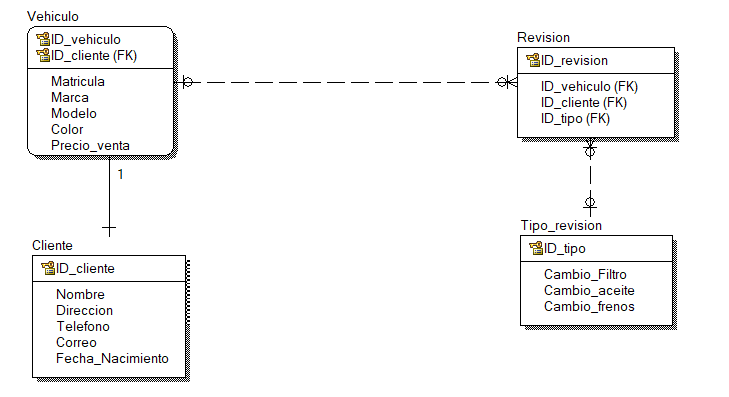 Vehiculo
ID_vehiculo
ID_cliente (FK)
Matricula
Marca
Modelo
Color
Precio_venta
1
Cliente
ID_cliente
Nombre
Direccion
Telefono
Correo
Fecha_Nacimiento
Revision
ID_revision
ID_vehiculo (FK)
ID_cliente (FK)
ID_tipo (FK)
Tipo_revision
ID_tipo
Cambio_Filtro
Cambio_aceite
Cambio_frenos